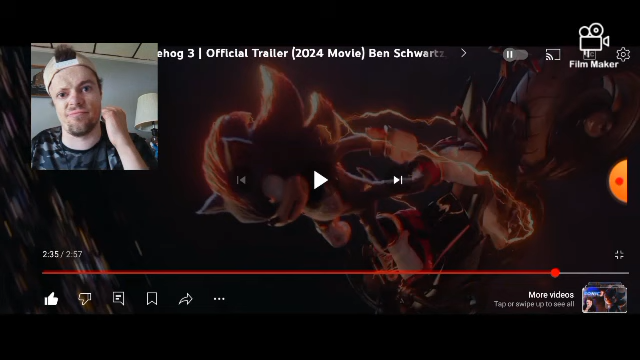 ehog 3 | Official Trailer (2024 Movie) Ben Schwartz
Film Maker
2:35 / 2:57
More videos
Tap or swipe up to see all